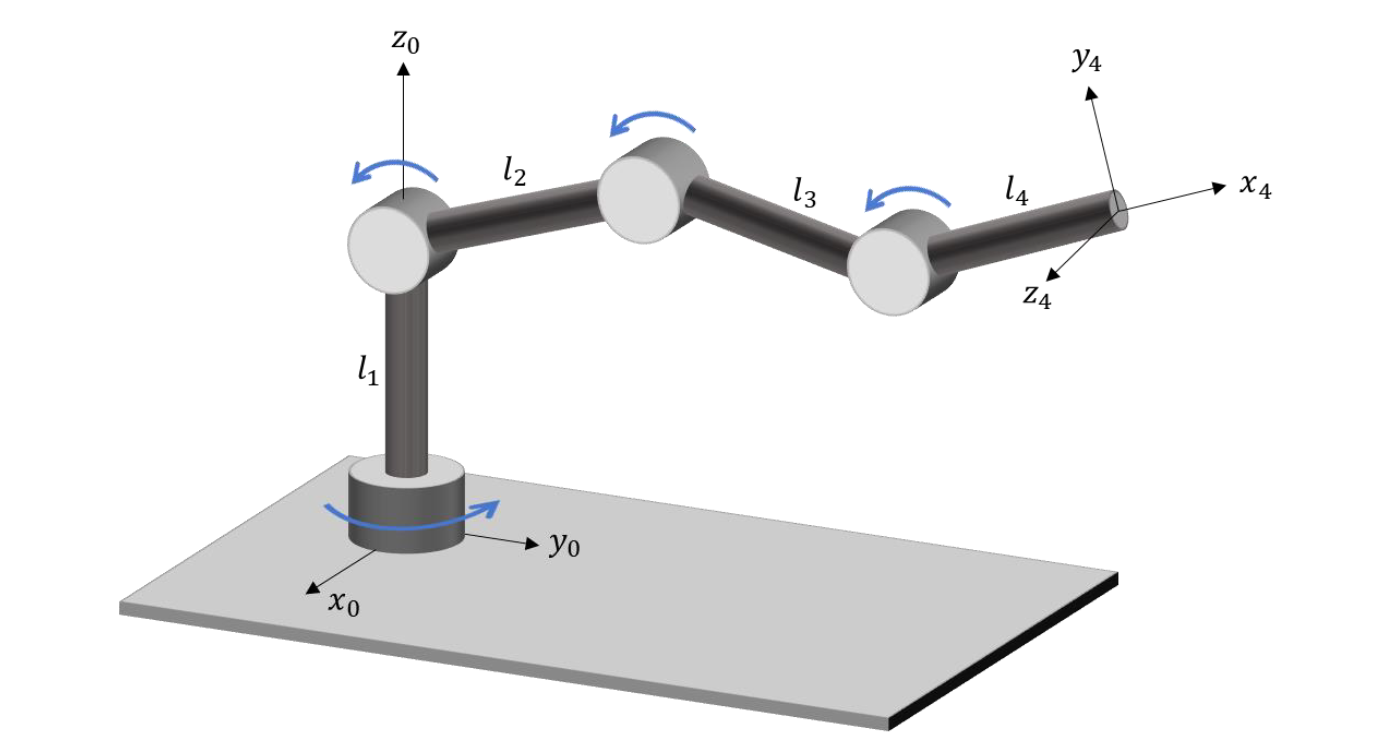 z₀
y₄
l₂
l₃
l₄
x₄
z₄
l₁
y₀
x₀